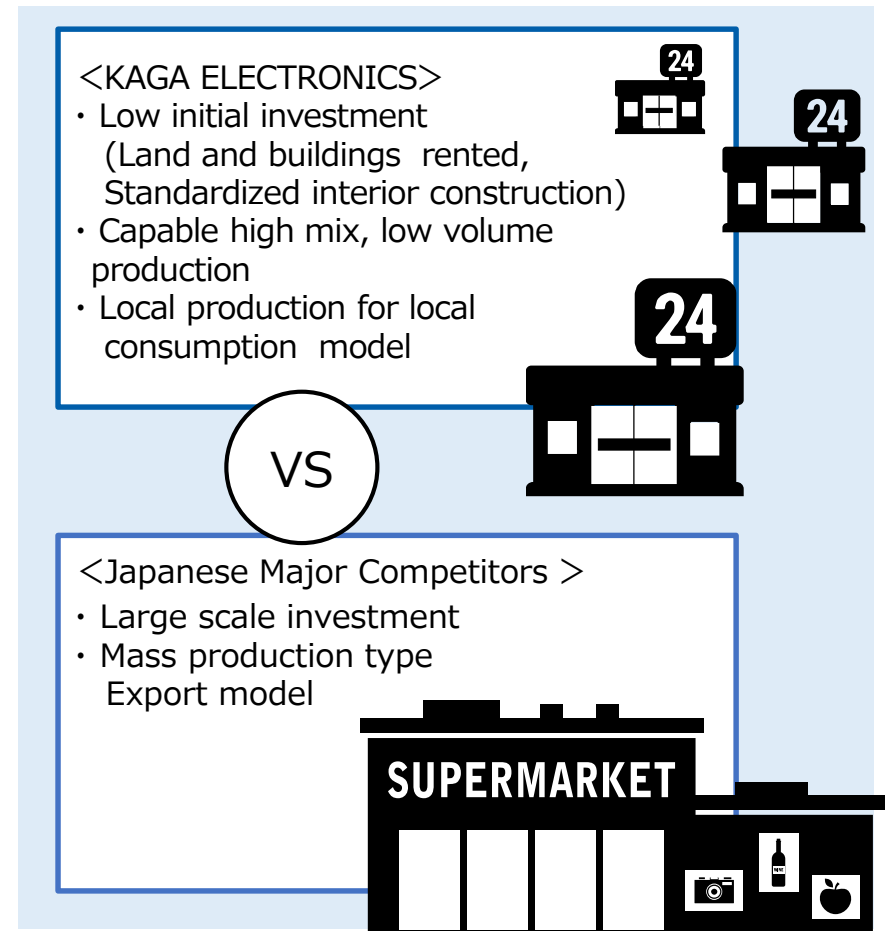 ＜KAGA ELECTRONICS＞
・Low initial investment
(Land and buildings rented,
Standardized interior construction)
・Capable high mix, low volume
production
・Local production for local
consumption model
24
24
24
VS
＜Japanese Major Competitors ＞
・Large scale investment
・Mass production type
Export model
SUPERMARKET